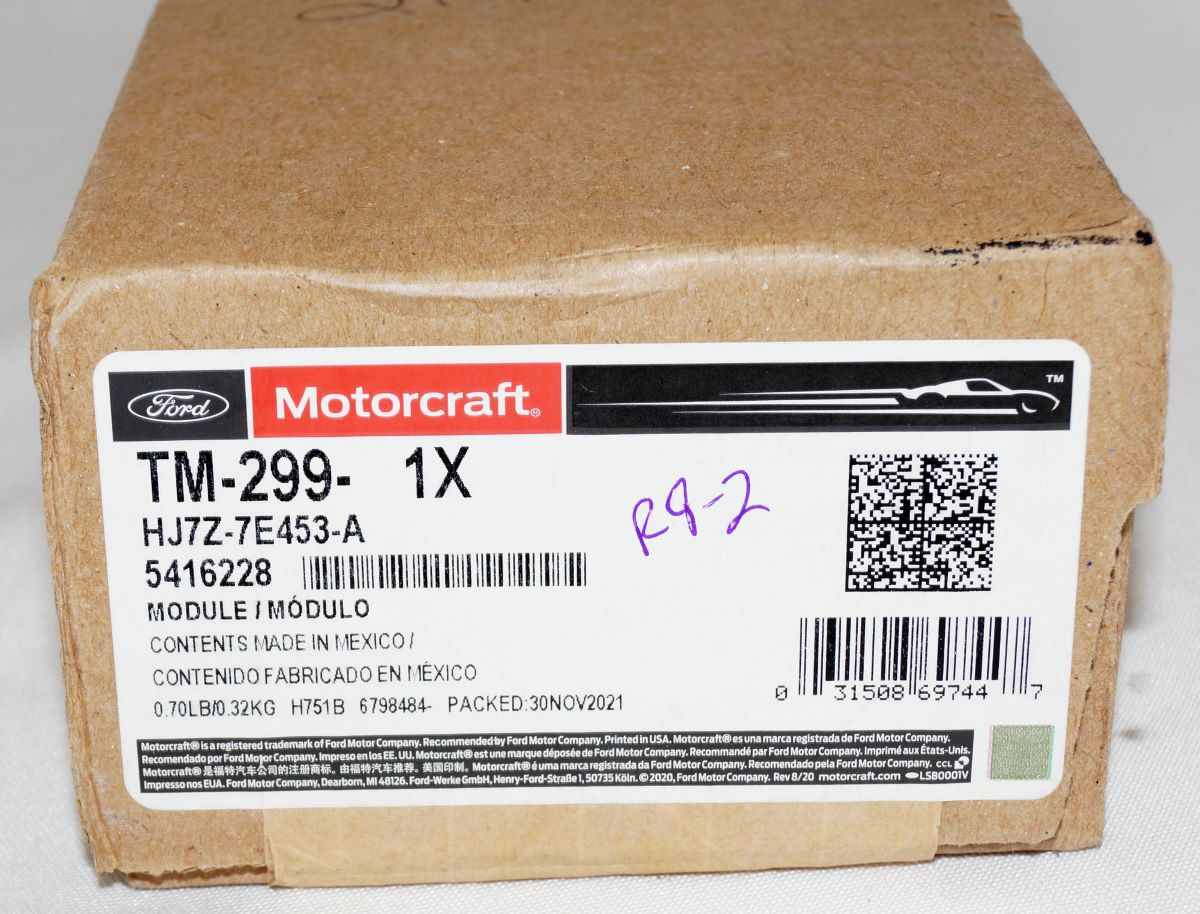 Ford
Motorcraft®
TM
TM-299- 1X
R9-2
HJ7Z-7E453-A
5416228
MODULE / MÓDULO
CONTENTS MADE IN MEXICO /
CONTENIDO FABRICADO EN MÉXICO
0.70LB/0.32KG H751B 6798484- PACKED:30NOV2021
0 31508 69744 7
Motorcraft® is a registered trademark of Ford Motor Company. Recommended by Ford Motor Company. Printed in USA. Motorcraft® es una marca registrada de Ford Motor Company.
Recomendado por Ford Motor Company. Impreso en los EE. UU. Motorcraft® est une marque déposée de Ford Motor Company. Recommandé par Ford Motor Company. Imprimé aux États-Unis.
Motorcraft® 是福特汽车公司的注册商标。由福特汽车推荐。美国印制。Motorcraft® é uma marca registrada da Ford Motor Company. Recomendado pela Ford Motor Company. CCL
Impresso nos EUA. Ford Motor Company, Dearborn, MI 48126. Ford-Werke GmbH, Henry-Ford-Straße 1, 50735 Köln. © 2020, Ford Motor Company. Rev 8/20 motorcraft.com LSB0001V